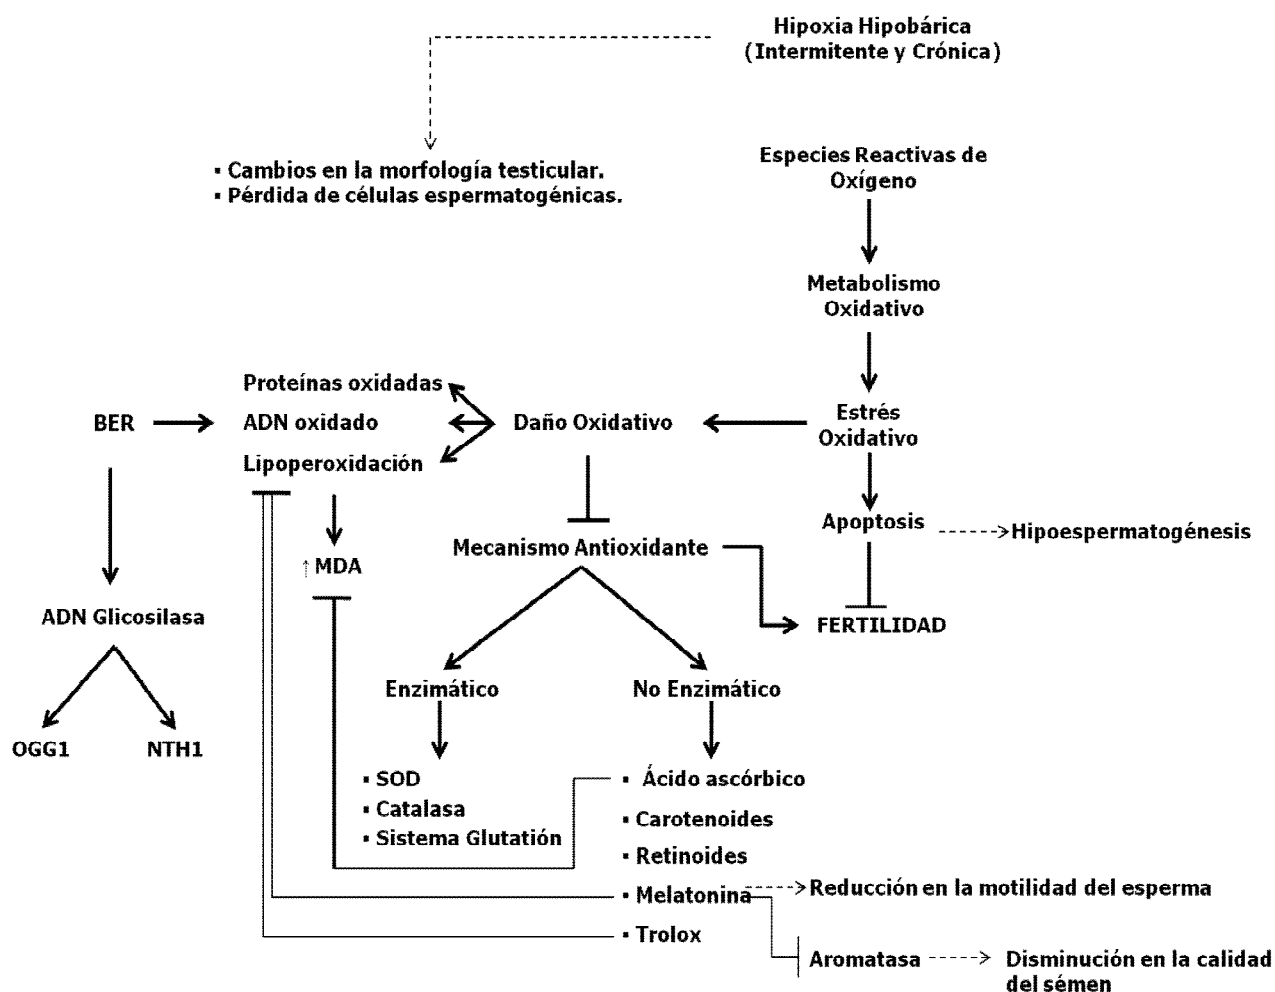 Hipoxia Hipobárica
(Intermitente y Crónica)
▪ Cambios en la morfología testicular.
▪ Pérdida de células espermatogénicas.
Especies Reactivas de
Oxígeno
Metabolismo
Oxidativo
Estrés
Oxidativo
Daño Oxidativo
Proteínas oxidadas
ADN oxidado
Lipoperoxidación
BER
Apoptosis
Hipoespermatogénesis
Mecanismo Antioxidante
↑MDA
FERTILIDAD
ADN Glicosilasa
OGG1
NTH1
Enzimático
No Enzimático
▪ SOD
▪ Catalasa
▪ Sistema Glutatión
▪ Ácido ascórbico
▪ Carotenoides
▪ Retinoides
▪ Melatonina
▪ Trolox
Reducción en la motilidad del esperma
Aromatasa
Disminución en la calidad
del sémen